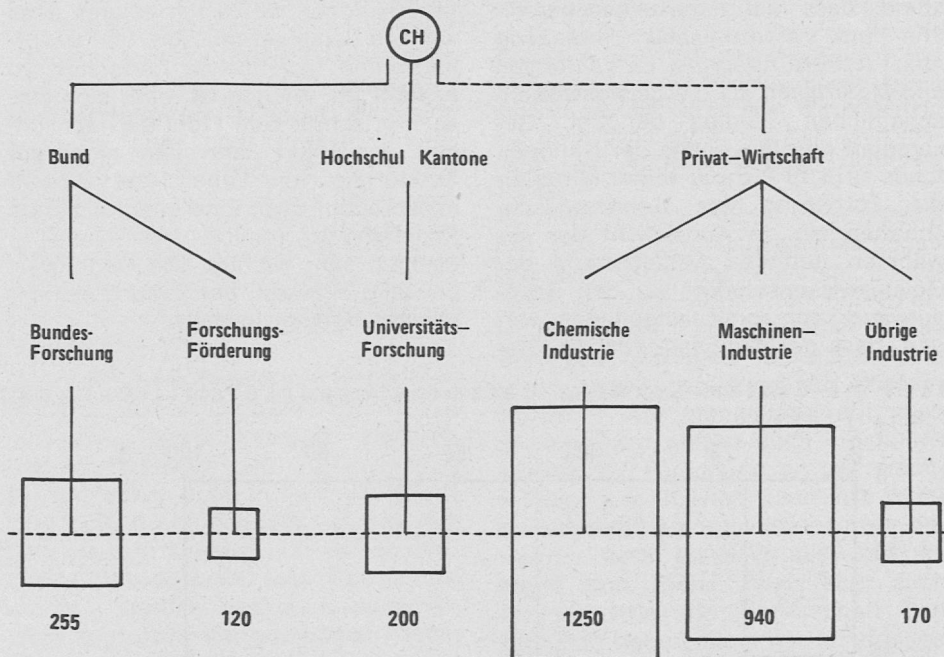 CH
Bund
Hochschul Kantone
Privat–Wirtschaft
Bundes-
Forschung
Forschungs-
Förderung
Universitäts–
Forschung
Chemische
Industrie
Maschinen–
Industrie
Übrige
Industrie
255
120
200
1250
940
170